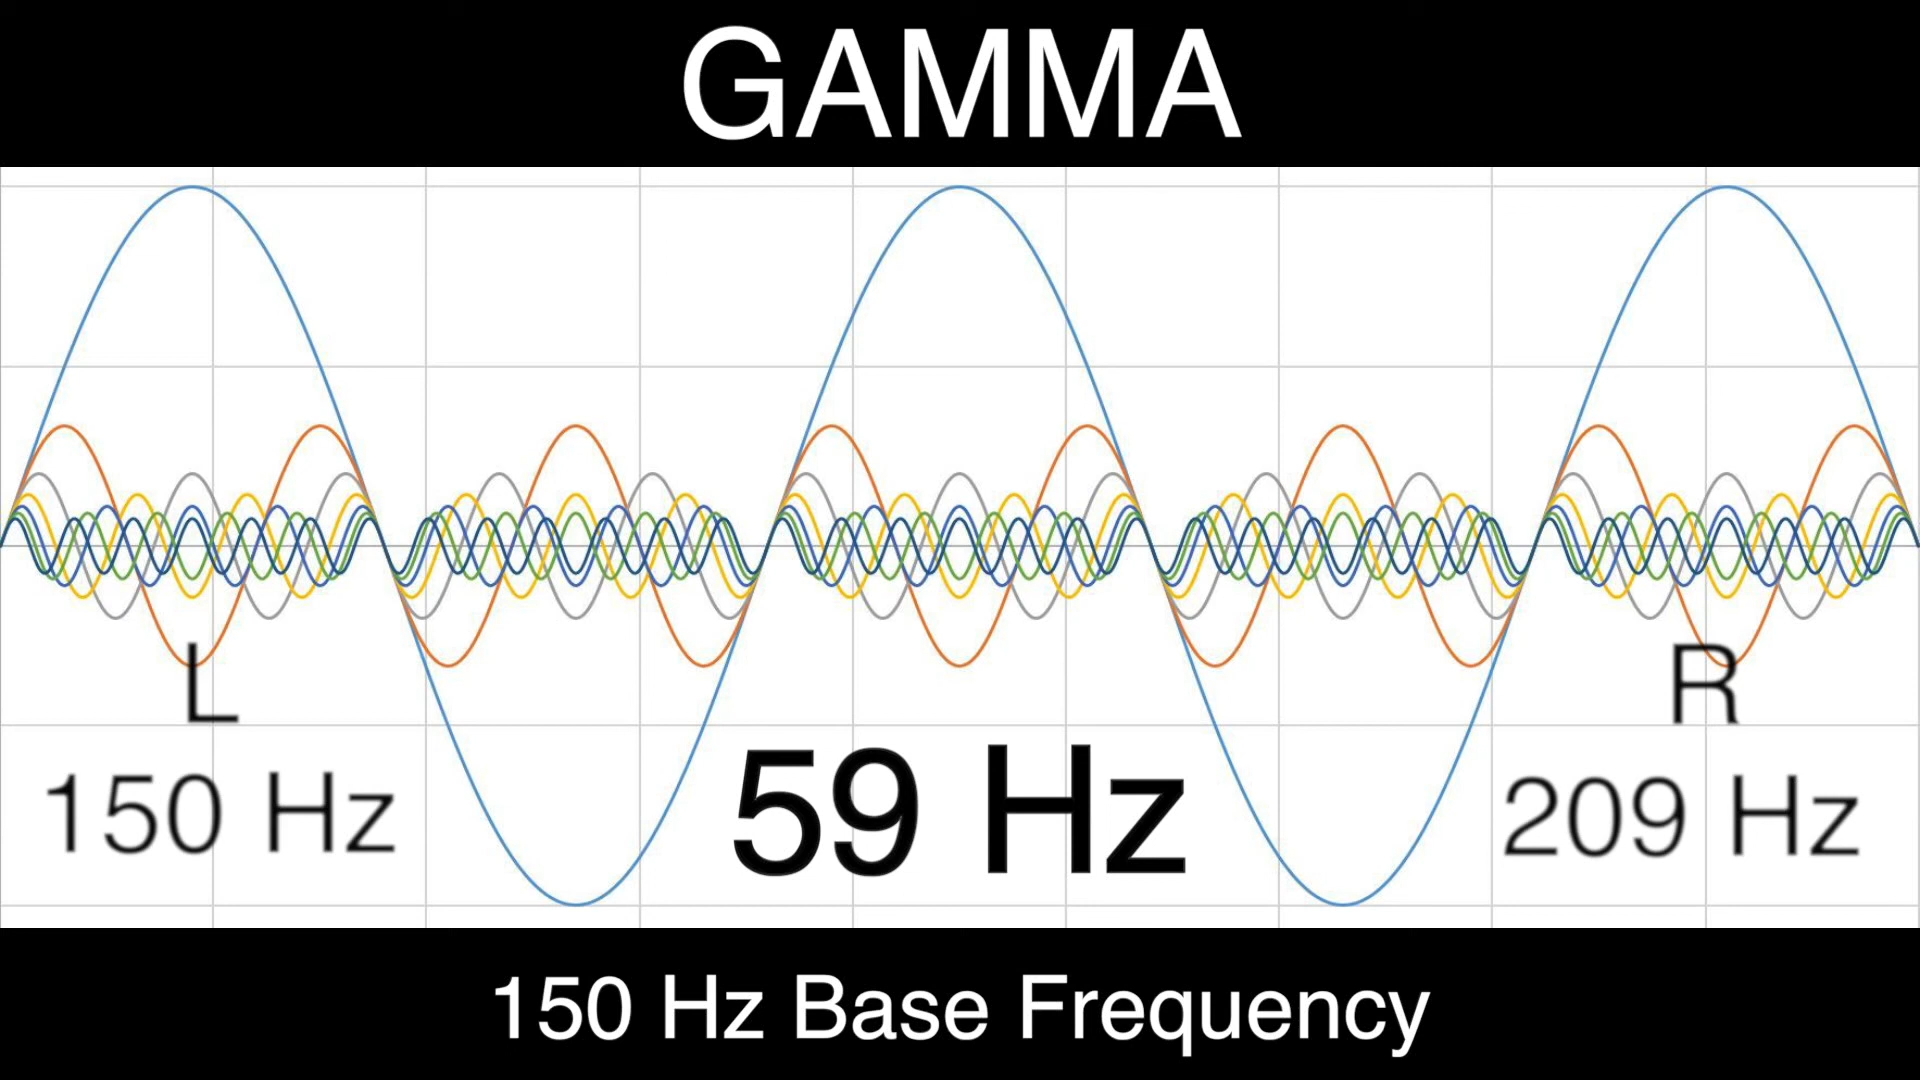 GAMMA
L
R
150 Hz
59 Hz
209 Hz
150 Hz Base Frequency